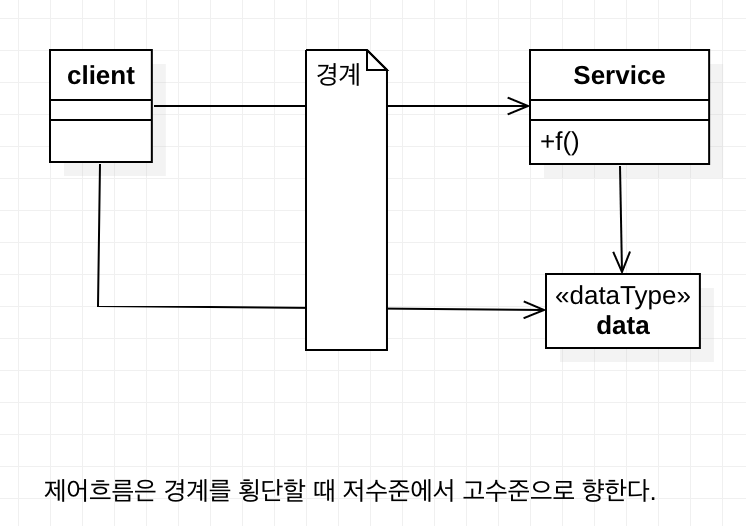 client
경계
Service
+f()
«dataType»
data
제어흐름은 경계를 횡단할 때 저수준에서 고수준으로 향한다.